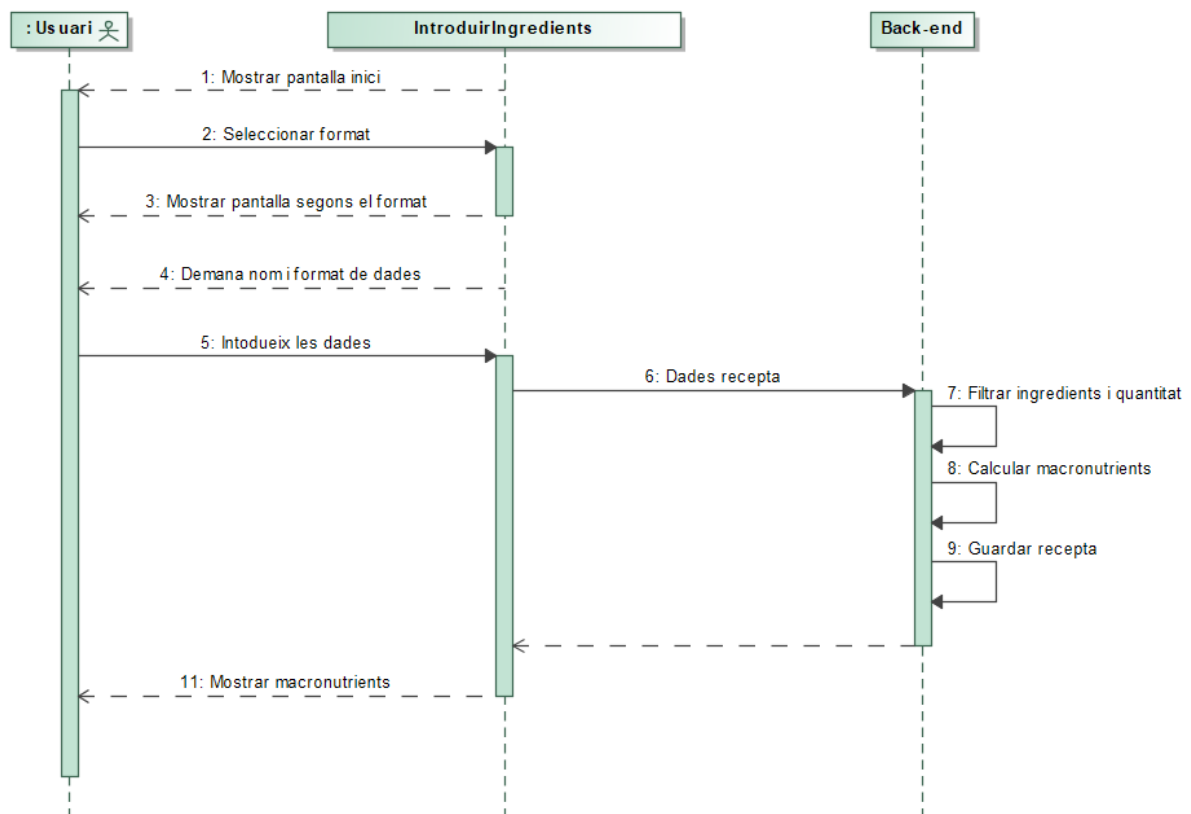 : Usuari
IntroduirIngredients
Back-end
1: Mostrar pantalla inici
2: Seleccionar format
3: Mostrar pantalla segons el format
4: Demana nom i format de dades
5: Intodueix les dades
6: Dades recepta
7: Filtrar ingredients i quantitat
8: Calcular macronutrients
9: Guardar recepta
11: Mostrar macronutrients